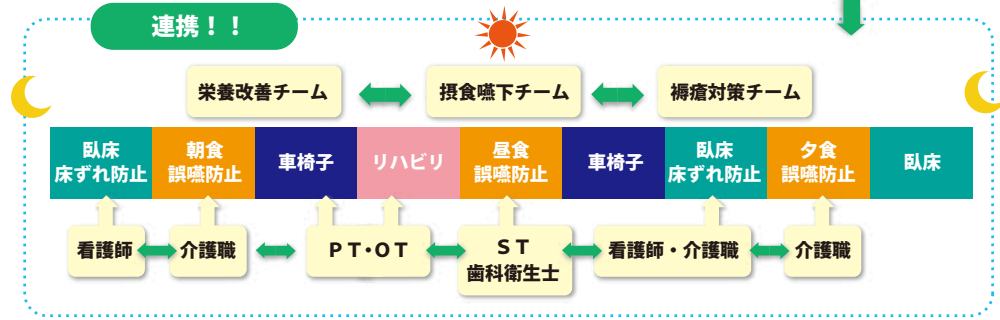 連携！！
栄養改善チーム
摂食嚥下チーム
褥瘡対策チーム
臥床
床ずれ防止
朝食
誤嚥防止
車椅子
リハビリ
昼食
誤嚥防止
車椅子
臥床
床ずれ防止
夕食
誤嚥防止
臥床
看護師
介護職
ＰＴ・ＯＴ
ＳＴ
歯科衛生士
看護師・介護職
介護職